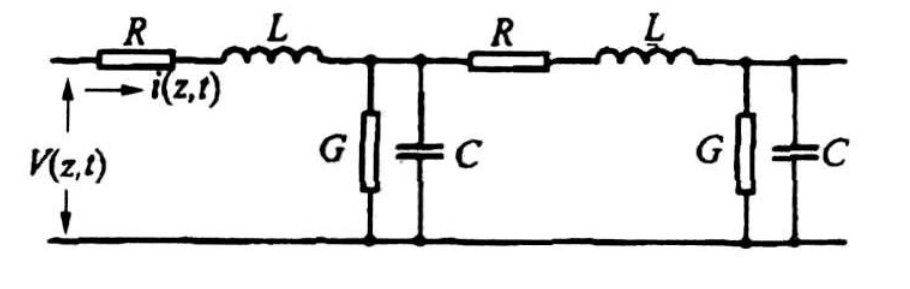 R L R L
i(z,t)
V(z,t)
G C G C